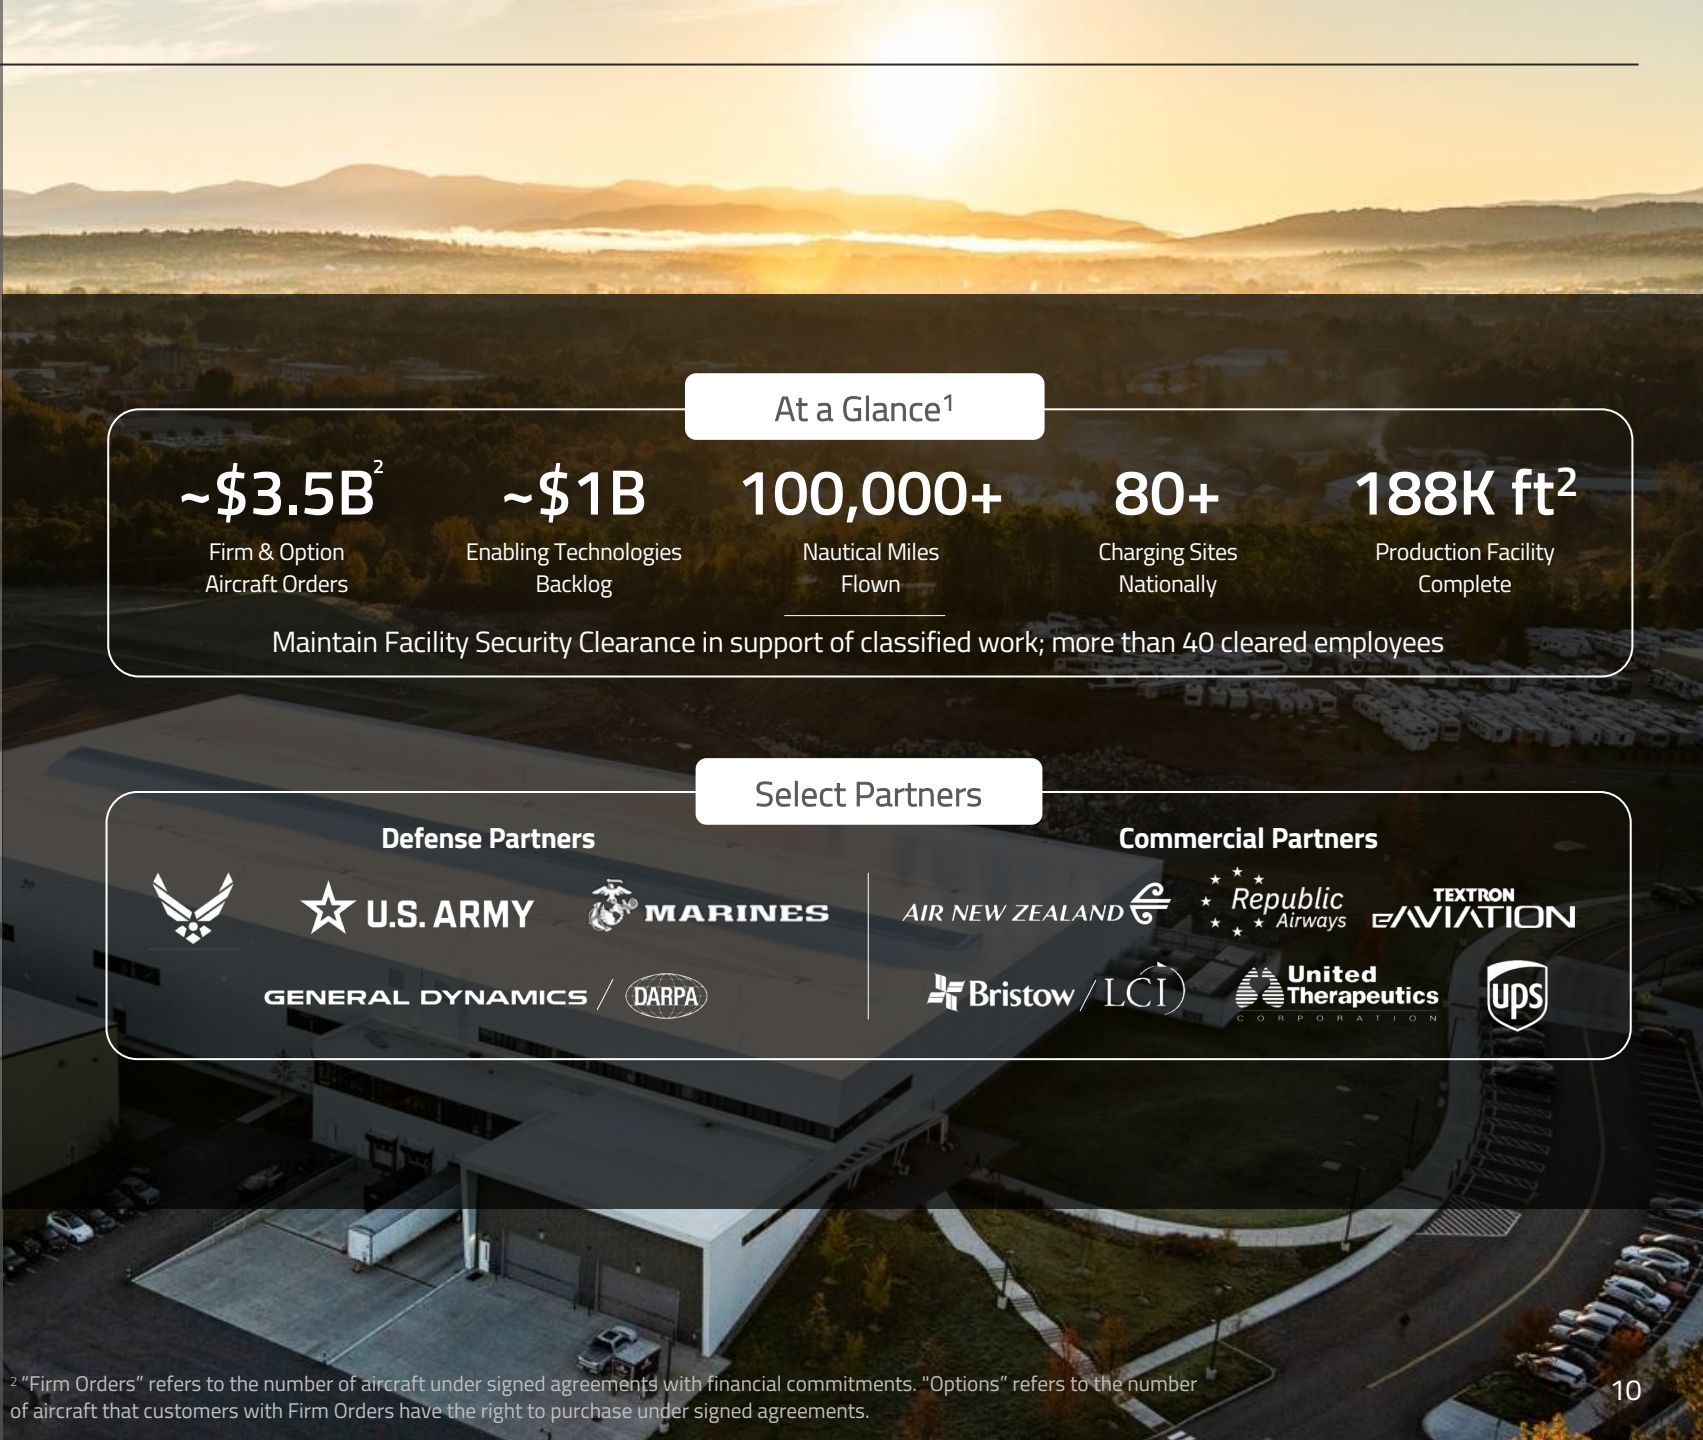 At a Glance¹
~$3.5B²
Firm & Option
Aircraft Orders
~$1B
Enabling Technologies
Backlog
100,000+
Nautical Miles
Flown
80+
Charging Sites
Nationally
188K ft²
Production Facility
Complete
Maintain Facility Security Clearance in support of classified work; more than 40 cleared employees
Select Partners
Defense Partners
U.S. ARMY
MARINES
GENERAL DYNAMICS / DARPA
Commercial Partners
AIR NEW ZEALAND
Republic
Airways
TEXTRON
eAVIATION
Bristow / LCI
United
Therapeutics
CORPORATION
ups
² “Firm Orders” refers to the number of aircraft under signed agreements with financial commitments. "Options” refers to the number
of aircraft that customers with Firm Orders have the right to purchase under signed agreements.
10